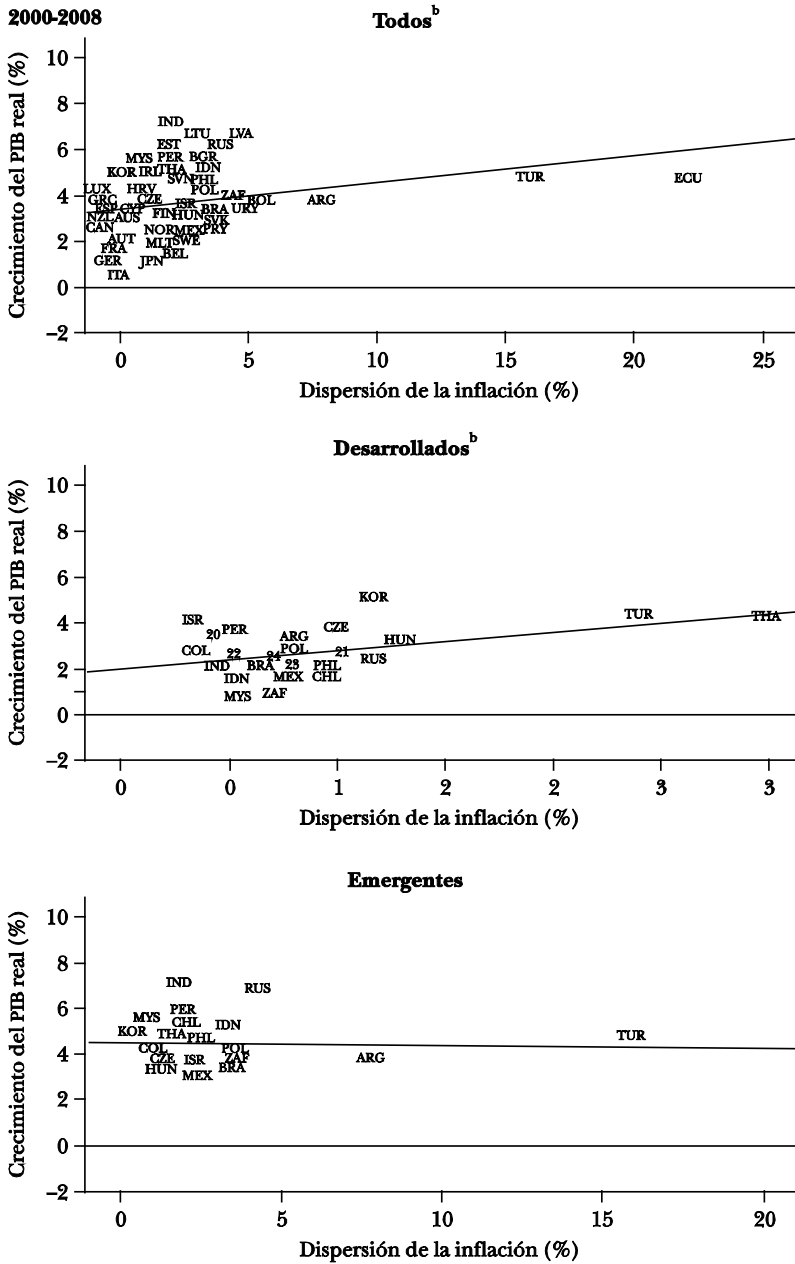 2000-2008
Todosᵇ
Crecimiento del PIB real (%)
10
8
6
4
2
0
–2
IND
LTU LVA
EST RUS
MYS PER BGR
KOR IRL THA IDN
SVN PHL
LUX HRV POL
GRC CZE ISR ZAF BOL ARG TUR ECU
ESP CYP FIN BRA URY
NZL AUS HUN SVK
CAN NOR MEX PRY
AUT MLT SWE
FRA BEL
GER JPN
ITA
0 5 10 15 20 25
Dispersión de la inflación (%)
Desarrolladosᵇ
Crecimiento del PIB real (%)
10
8
6
4
2
0
–2
KOR
ISR TUR THA
20 PER ARG CZE HUN
COL 22 24 POL 21 RUS
IND BRA 23 PHL
IDN MEX CHL
MYS ZAF
0 0 1 2 2 3 3
Dispersión de la inflación (%)
Emergentes
Crecimiento del PIB real (%)
10
8
6
4
2
0
–2
IND RUS
MYS PER
KOR CHL IDN
THA PHL TUR
COL POL
CZE ISR ZAF ARG
HUN MEX BRA
0 5 10 15 20
Dispersión de la inflación (%)